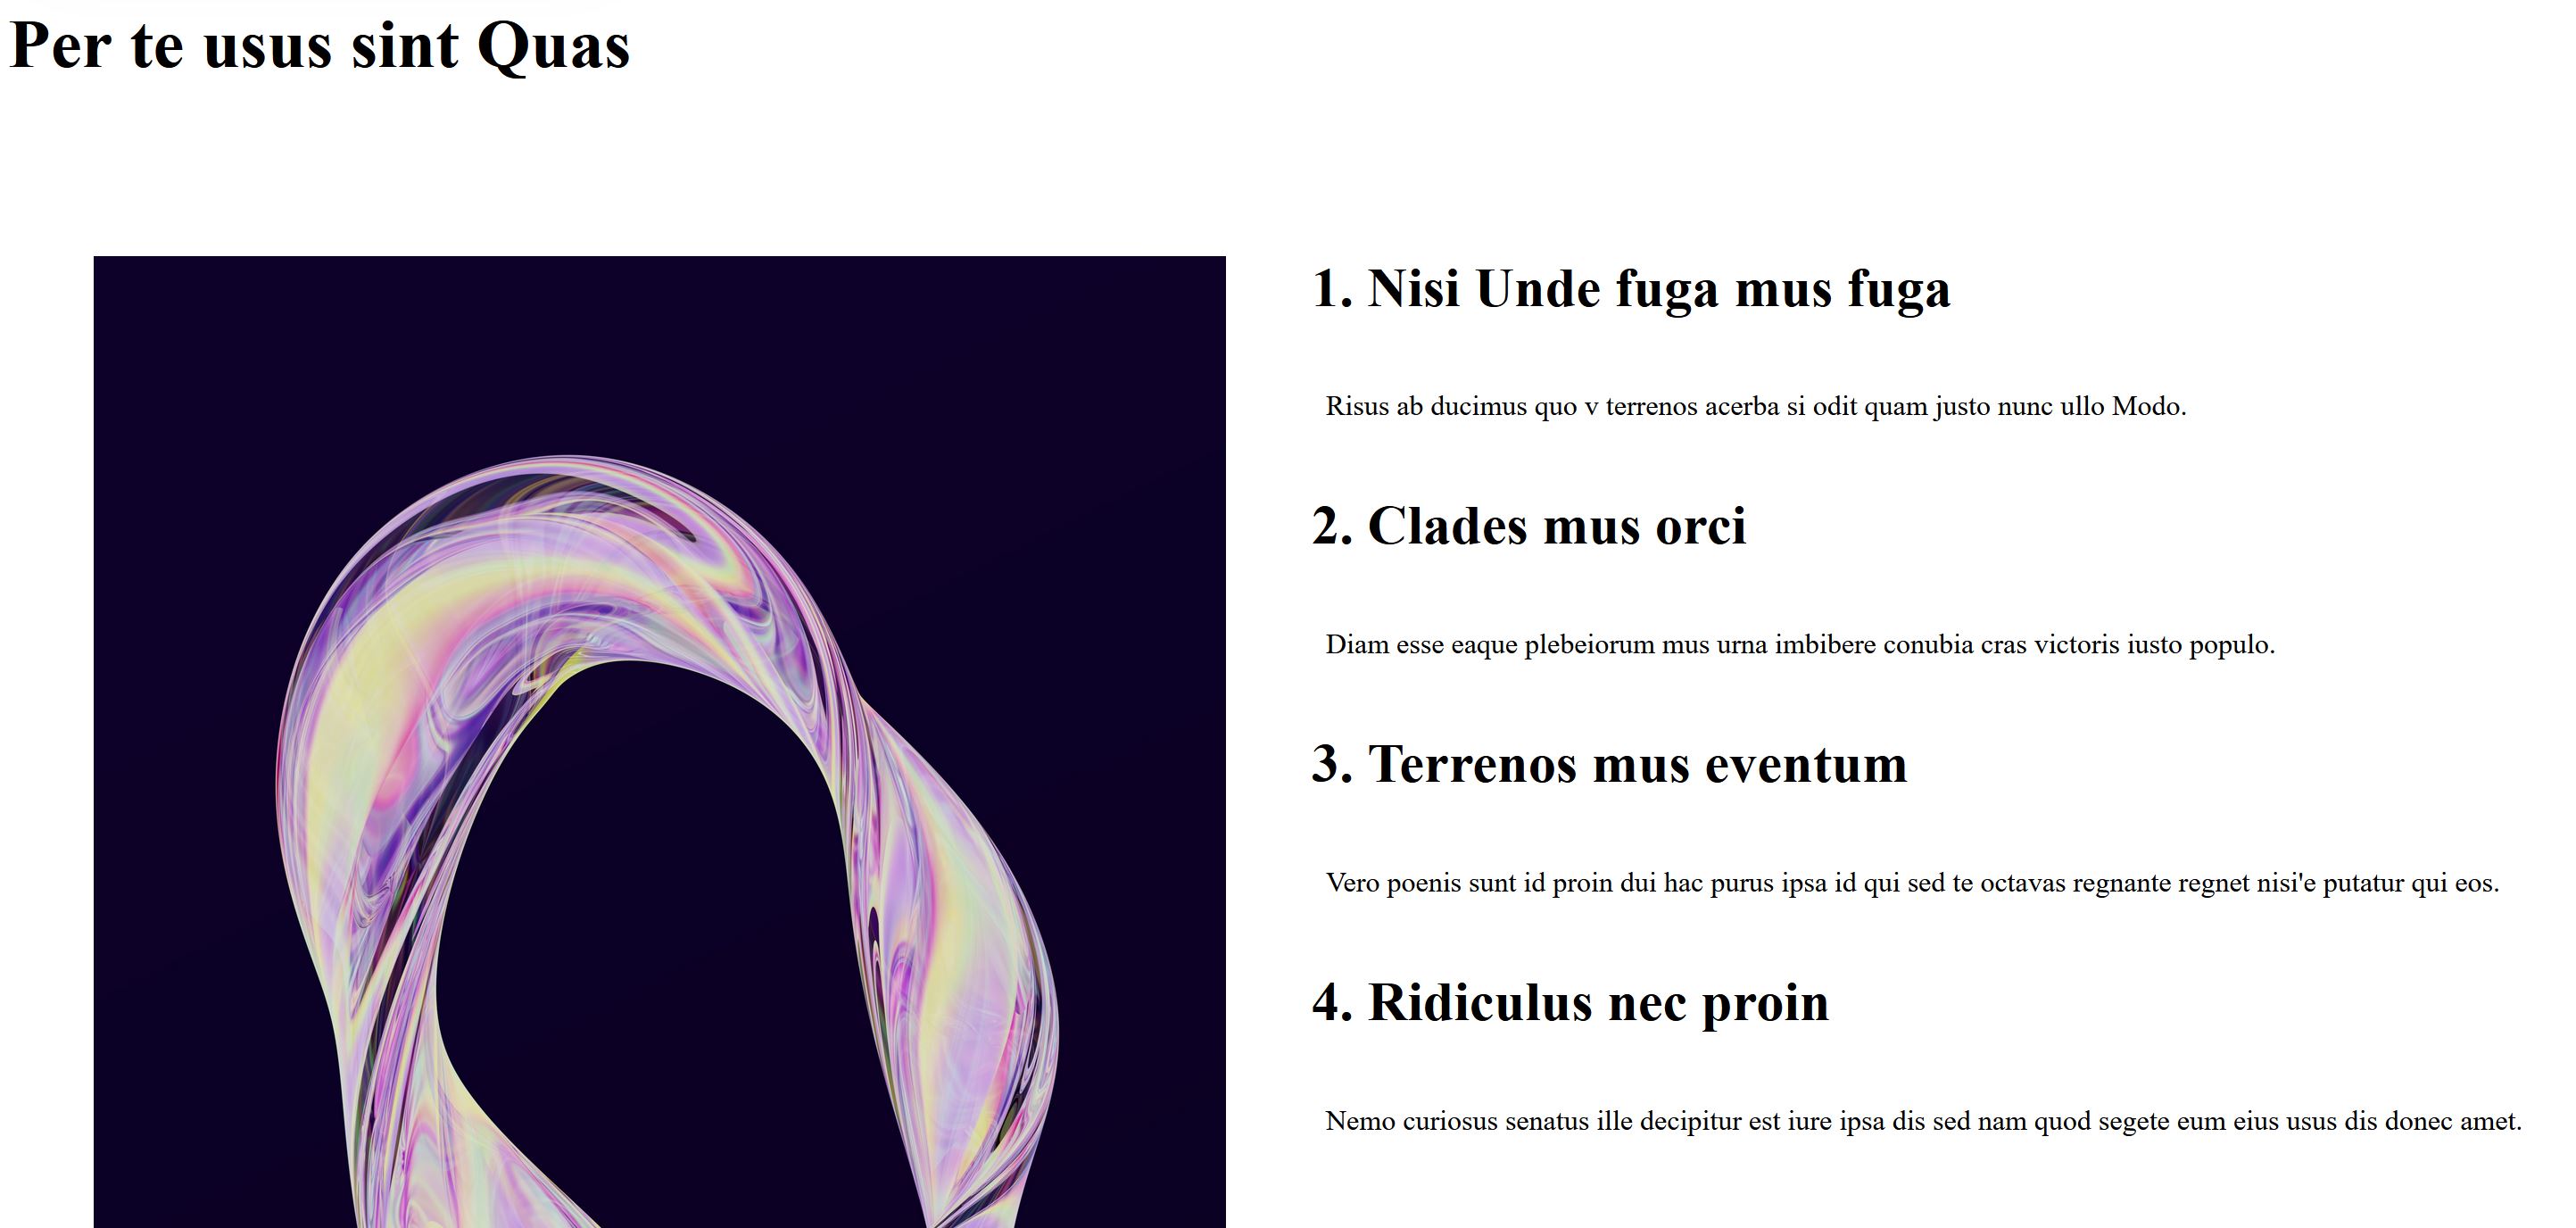 Per te usus sint Quas
1. Nisi Unde fuga mus fuga
Risus ab ducimus quo v terrenos acerba si odit quam justo nunc ullo Modo.
2. Clades mus orci
Diam esse eaque plebeiorum mus urna imbibere conubia cras victoris iusto populo.
3. Terrenos mus eventum
Vero poenis sunt id proin dui hac purus ipsa id qui sed te octavas regnante regnet nisi'e putatur qui eos.
4. Ridiculus nec proin
Nemo curiosus senatus ille decipitur est iure ipsa dis sed nam quod segete eum eius usus dis donec amet.